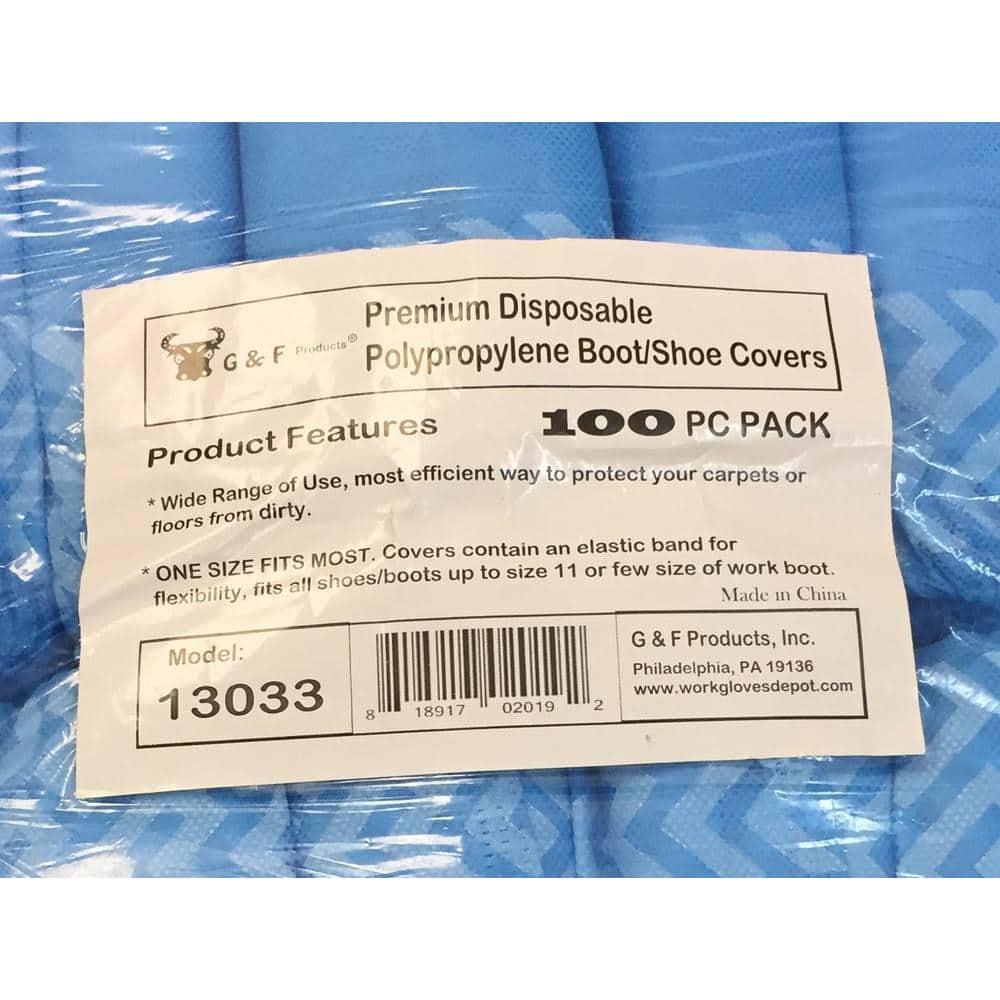 G & F Products®
Premium Disposable
Polypropylene Boot/Shoe Covers
Product Features
100 PC PACK
* Wide Range of Use, most efficient way to protect your carpets or
floors from dirty.
* ONE SIZE FITS MOST. Covers contain an elastic band for
flexibility, fits all shoes/boots up to size 11 or few size of work boot.
Made in China
Model:
13033
8 18917 02019 2
G & F Products, Inc.
Philadelphia, PA 19136
www.workglovesdepot.com